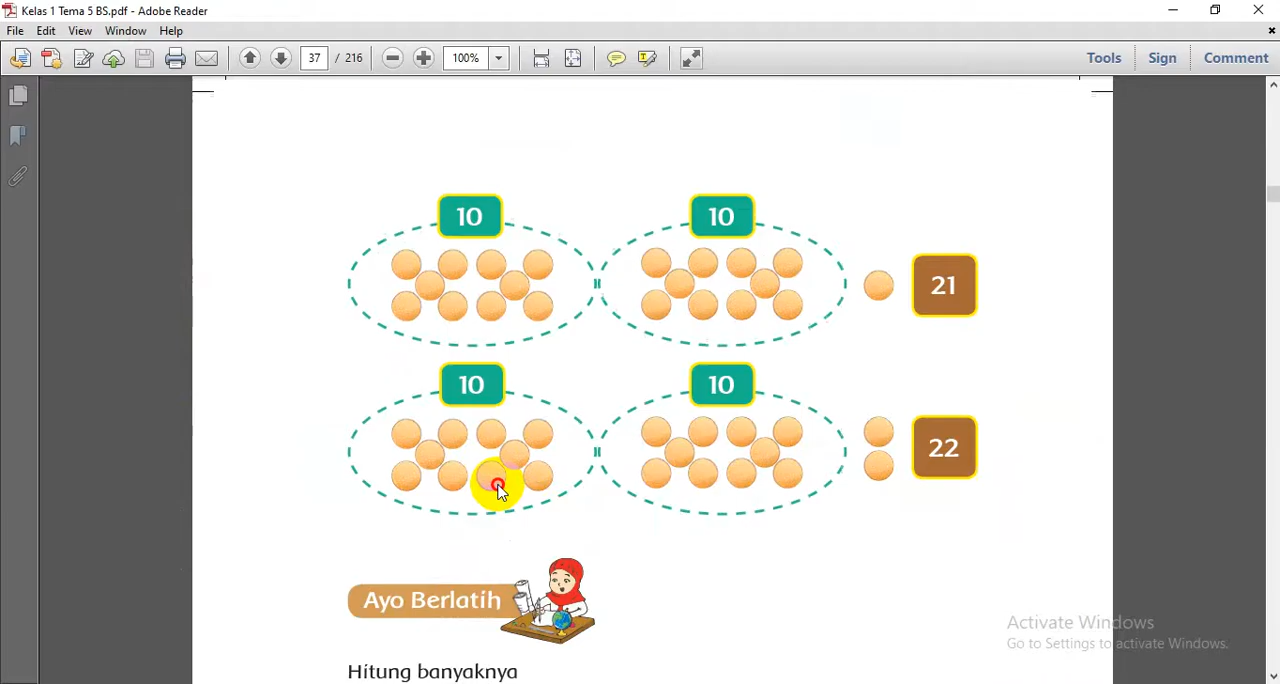 Kelas 1 Tema 5 BS.pdf - Adobe Reader
File Edit View Window Help
37 / 216 100% Tools Sign Comment
10 10
21
10 10
22
Ayo Berlatih
Hitung banyaknya
Activate Windows
Go to Settings to activate Windows.